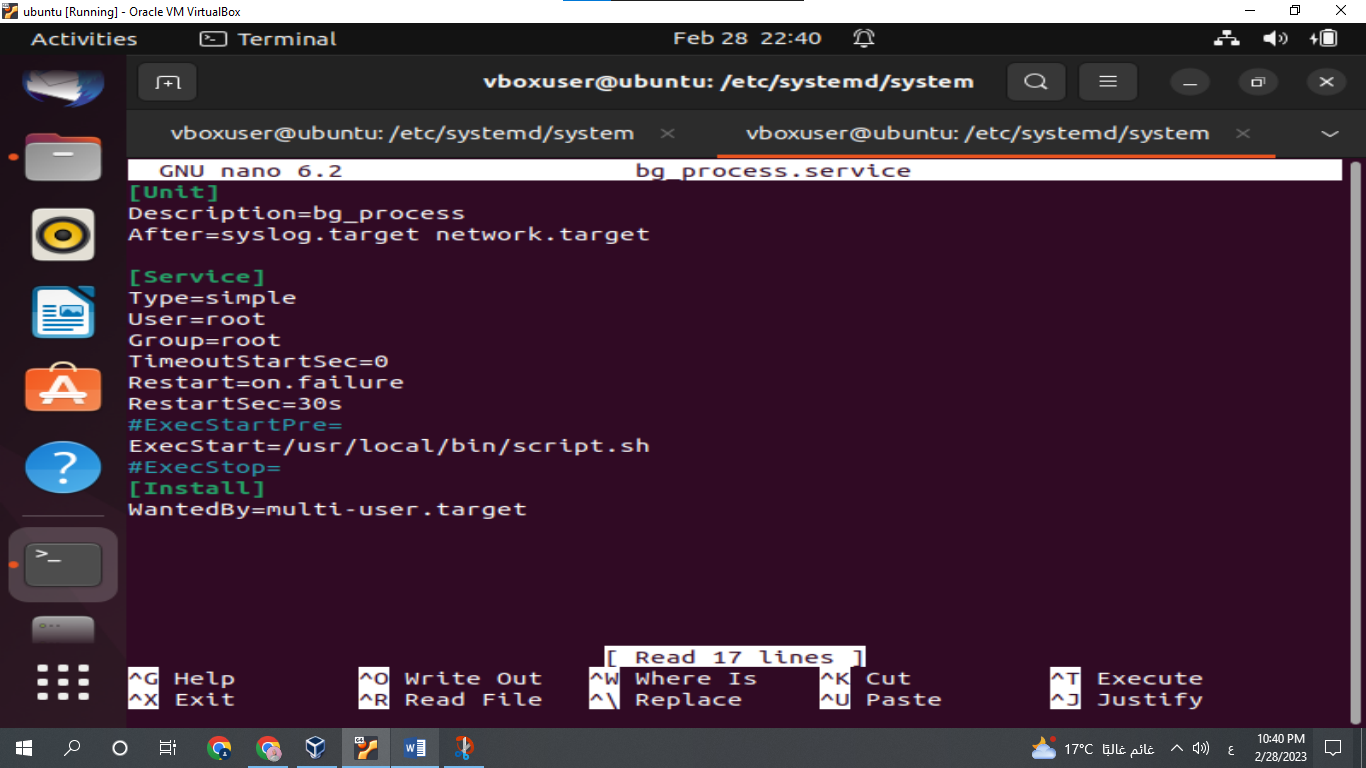 ubuntu [Running] - Oracle VM VirtualBox
Activities
Terminal
Feb 28 22:40
vboxuser@ubuntu: /etc/systemd/system
vboxuser@ubuntu: /etc/systemd/system
vboxuser@ubuntu: /etc/systemd/system
GNU nano 6.2 bg_process.service
[Unit]
Description=bg_process
After=syslog.target network.target
[Service]
Type=simple
User=root
Group=root
TimeoutStartSec=0
Restart=on.failure
RestartSec=30s
#ExecStartPre=
ExecStart=/usr/local/bin/script.sh
#ExecStop=
[Install]
WantedBy=multi-user.target
[ Read 17 lines ]
^G Help ^O Write Out ^W Where Is ^K Cut ^T Execute
^X Exit ^R Read File ^\ Replace ^U Paste ^J Justify
17°C غائم غالبًا
ع
10:40 PM
2/28/2023